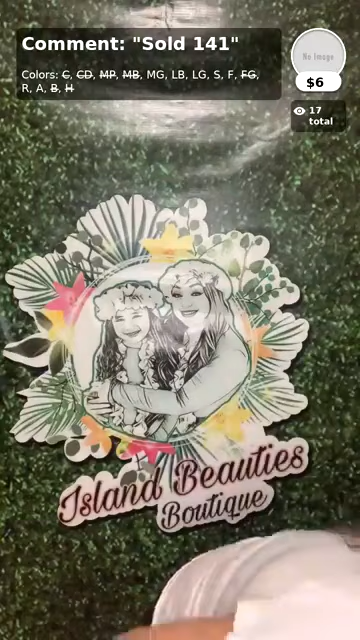 Comment: "Sold 141"
No Image
$6
Colors: C, CD, MP, MB, MG, LB, LG, S, F, FG,
R, A, B, H
17
total
Island Beauties
Boutique